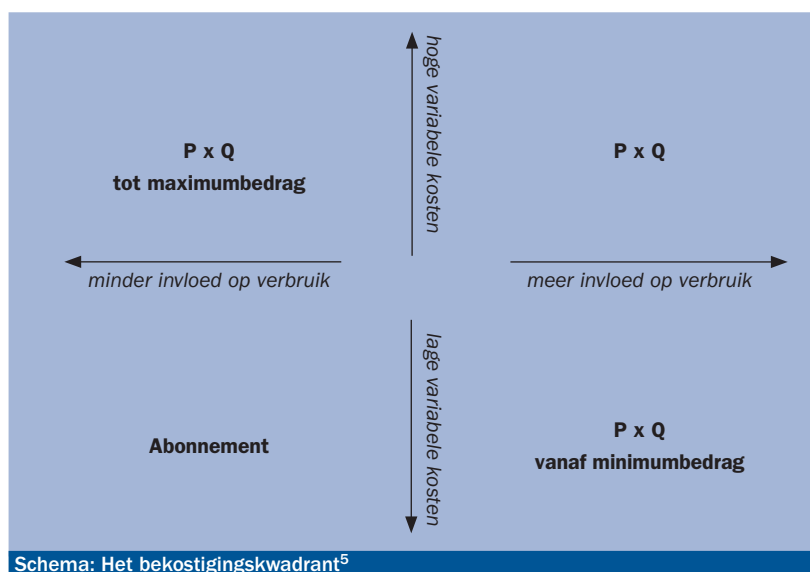 hoge variabele kosten
P x Q
tot maximumbedrag
P x Q
minder invloed op verbruik
meer invloed op verbruik
lage variabele kosten
Abonnement
P x Q
vanaf minimumbedrag
Schema: Het bekostigingskwadrant5